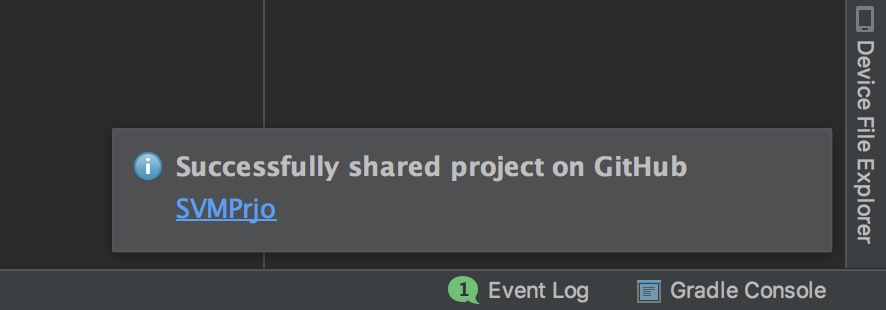 Successfully shared project on GitHub
SVMPrjo
Device File Explorer
1 Event Log
Gradle Console